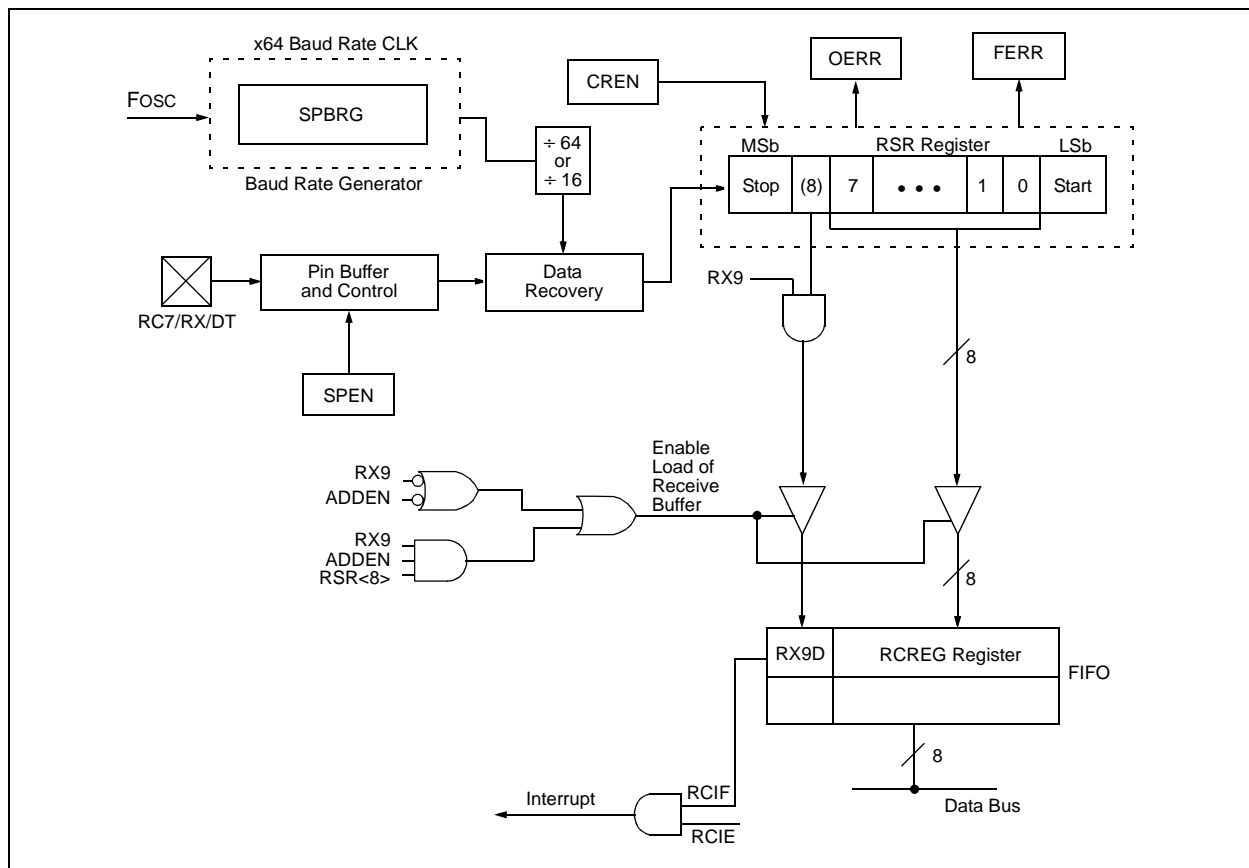 x64 Baud Rate CLK
FOSC
SPBRG
Baud Rate Generator
÷ 64
or
÷ 16
CREN
OERR
FERR
MSb
RSR Register
LSb
Stop
(8)
7
• • •
1
0
Start
RC7/RX/DT
Pin Buffer
and Control
Data
Recovery
SPEN
RX9
8
RX9
ADDEN
RX9
ADDEN
RSR<8>
Enable
Load of
Receive
Buffer
8
RX9D
RCREG Register
FIFO
8
Data Bus
Interrupt
RCIF
RCIE